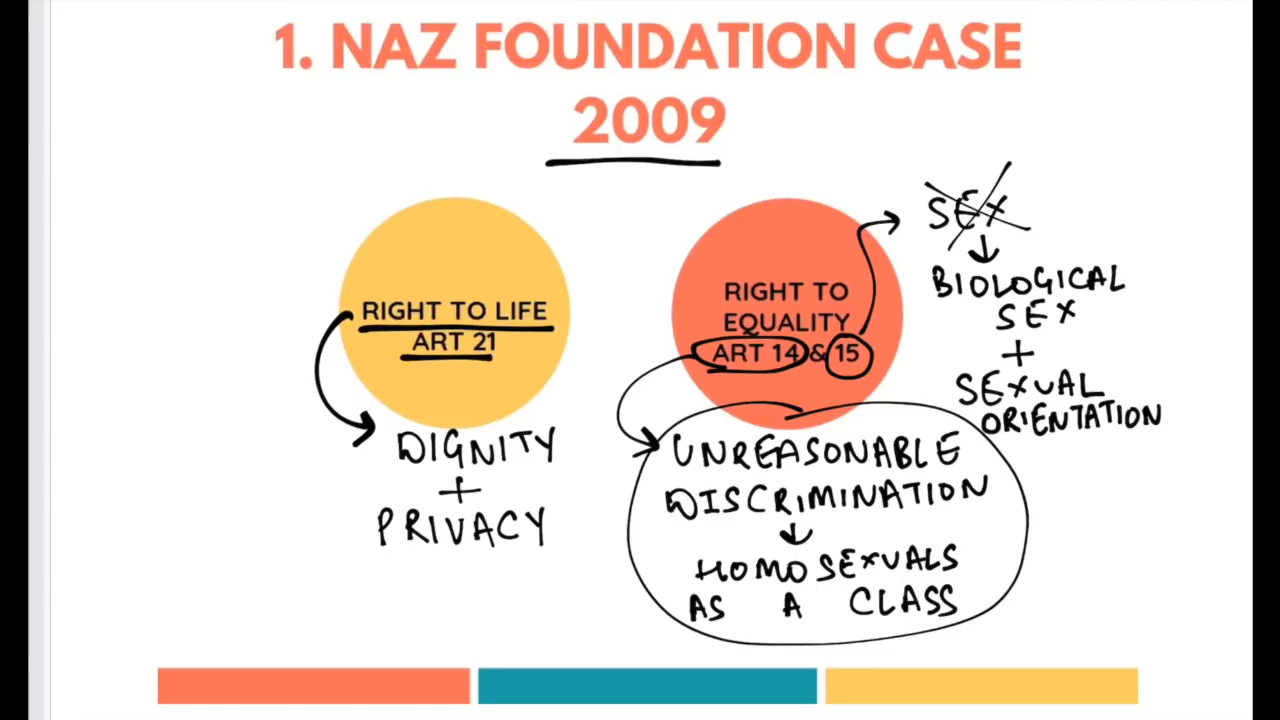 1. NAZ FOUNDATION CASE
2009
RIGHT TO LIFE
ART 21
DIGNITY
+
PRIVACY
RIGHT TO
EQUALITY
ART 14 & 15
UNREASONABLE
DISCRIMINATION
HOMOSEXUALS
AS A CLASS
SEX
BIOLOGICAL
SEX
+
SEXUAL
ORIENTATION